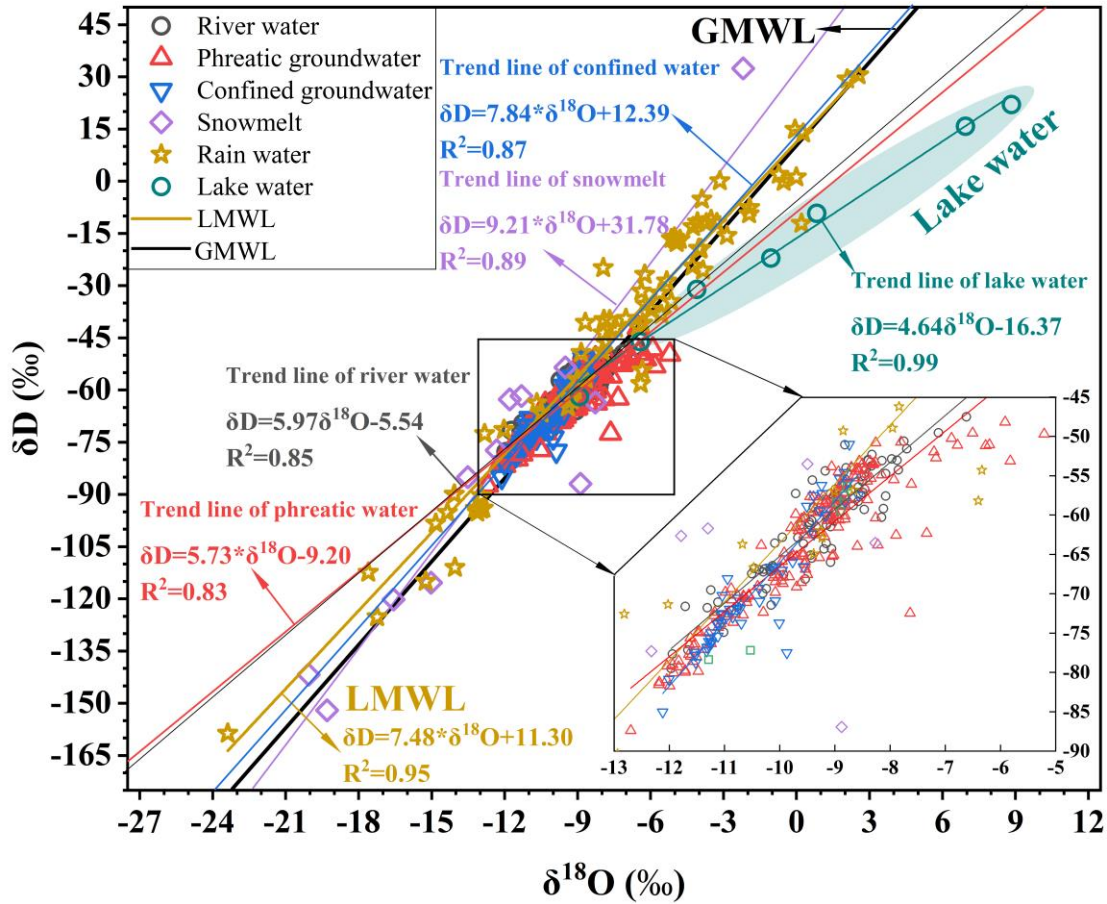 δD (‰)
45
30
15
0
-15
-30
-45
-60
-75
-90
-105
-120
-135
-150
-165
River water
Phreatic groundwater
Confined groundwater
Snowmelt
Rain water
Lake water
LMWL
GMWL
GMWL
Trend line of confined water
δD=7.84*δ¹⁸O+12.39
R²=0.87
Trend line of snowmelt
δD=9.21*δ¹⁸O+31.78
R²=0.89
Lake water
Trend line of lake water
δD=4.64δ¹⁸O-16.37
R²=0.99
Trend line of river water
δD=5.97δ¹⁸O-5.54
R²=0.85
Trend line of phreatic water
δD=5.73*δ¹⁸O-9.20
R²=0.83
LMWL
δD=7.48*δ¹⁸O+11.30
R²=0.95
-45
-50
-55
-60
-65
-70
-75
-80
-85
-90
-13 -12 -11 -10 -9 -8 -7 -6 -5
-27 -24 -21 -18 -15 -12 -9 -6 -3 0 3 6 9 12
δ¹⁸O (‰)